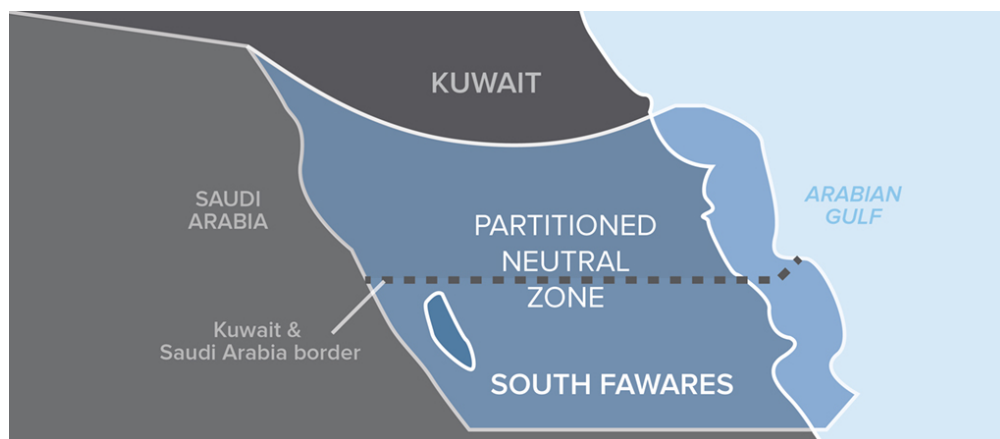 KUWAIT
SAUDI
ARABIA
ARABIAN
GULF
PARTITIONED
NEUTRAL
ZONE
Kuwait &
Saudi Arabia border
SOUTH FAWARES